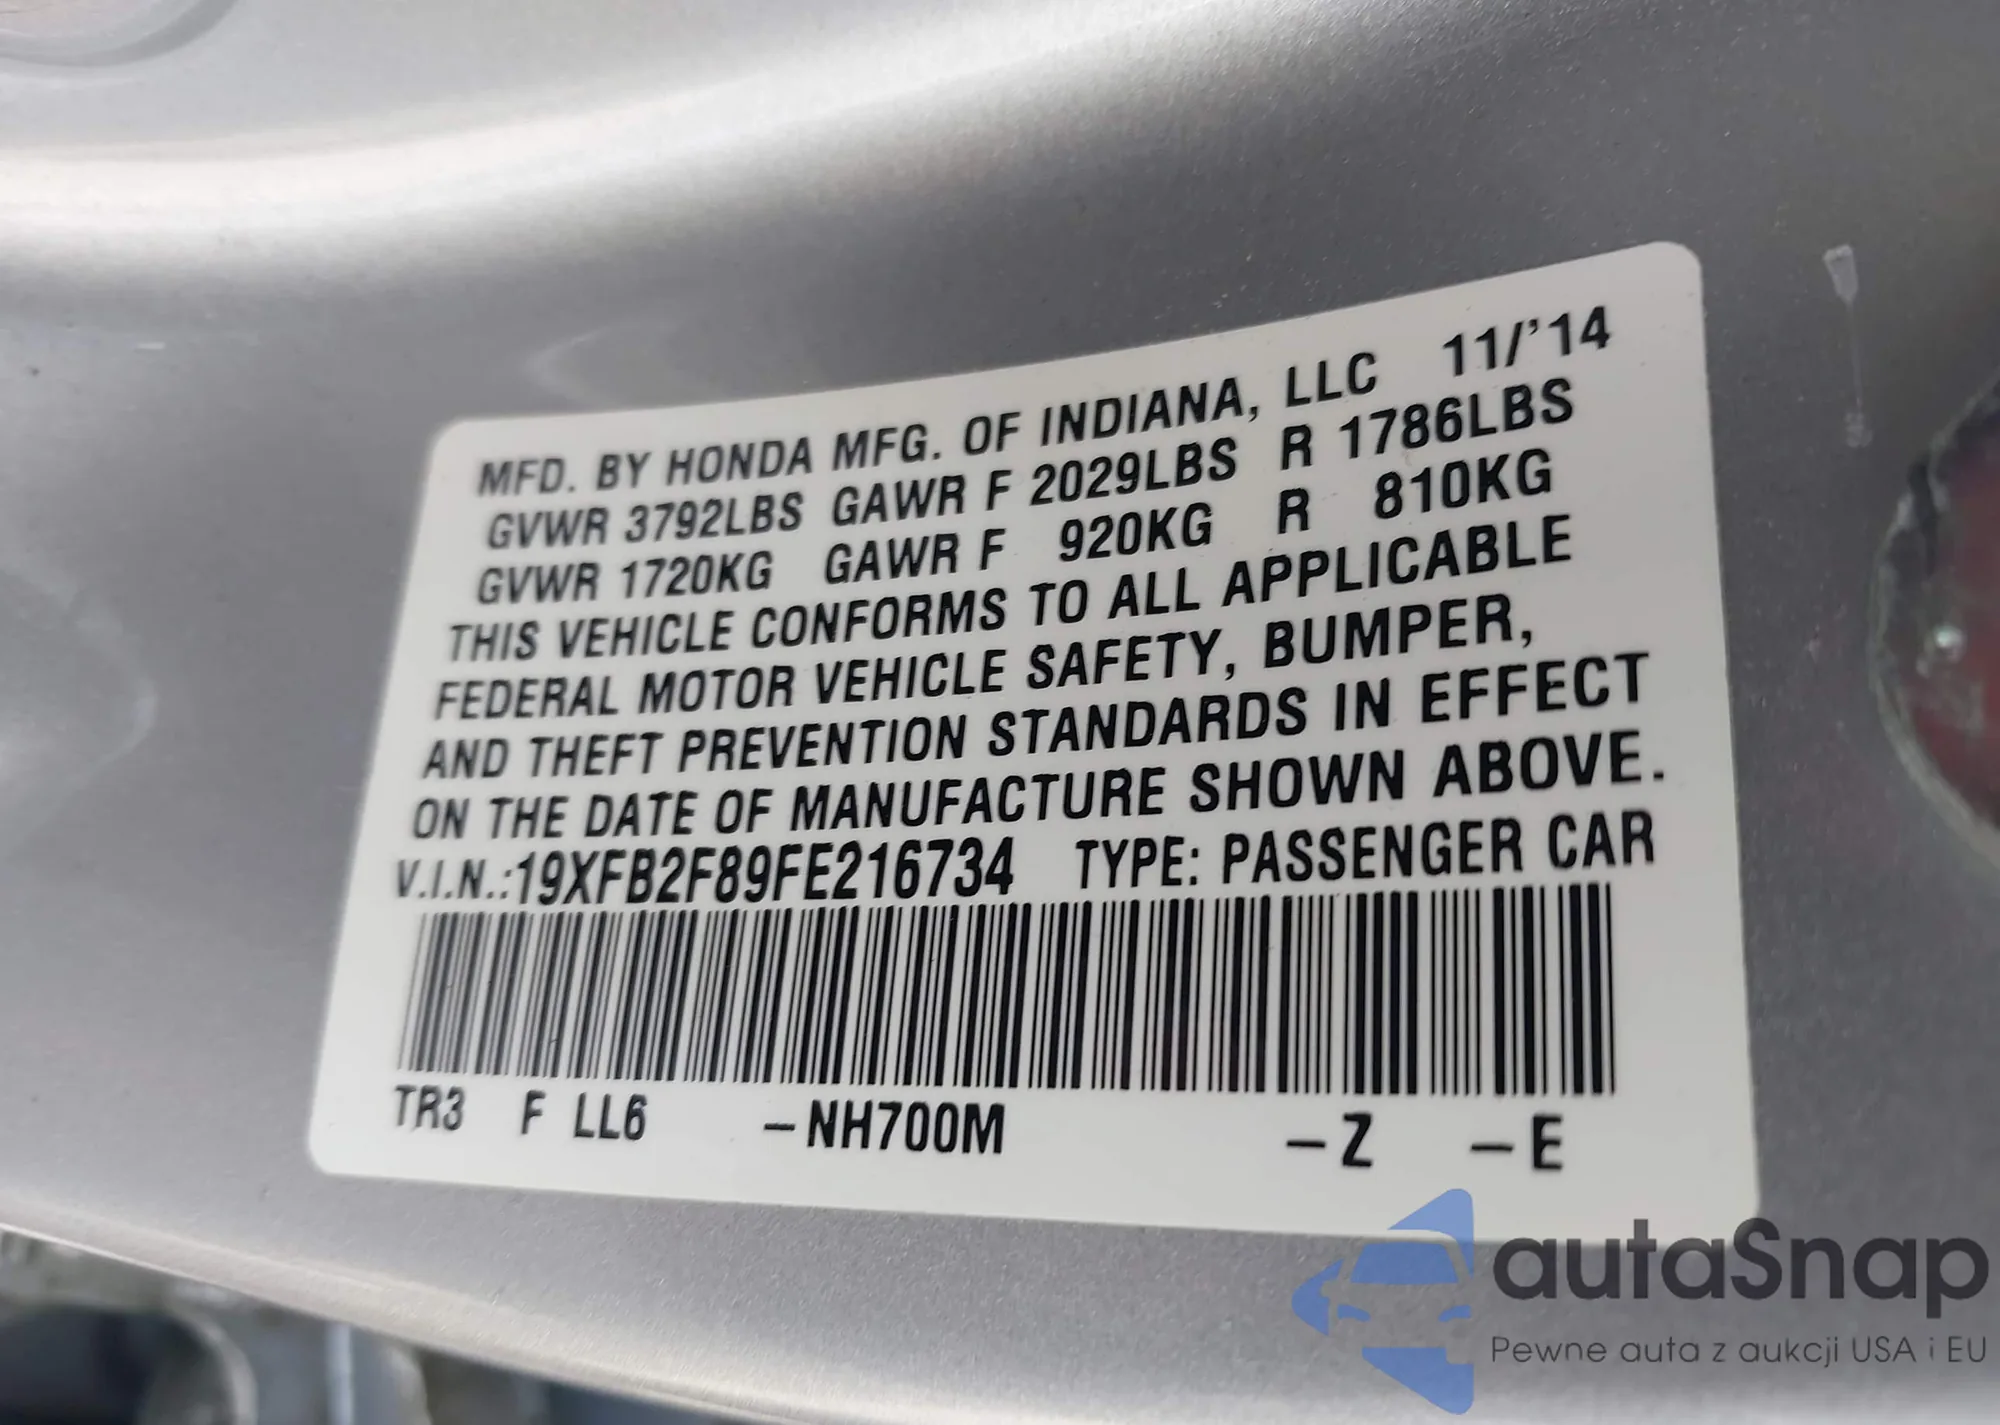 MFD. BY HONDA MFG. OF INDIANA, LLC 11/'14
GVWR 3792LBS GAWR F 2029LBS R 1786LBS
GVWR 1720KG GAWR F 920KG R 810KG
THIS VEHICLE CONFORMS TO ALL APPLICABLE
FEDERAL MOTOR VEHICLE SAFETY, BUMPER,
AND THEFT PREVENTION STANDARDS IN EFFECT
ON THE DATE OF MANUFACTURE SHOWN ABOVE.
V.I.N.:19XFB2F89FE216734 TYPE: PASSENGER CAR
TR3 F LL6 –NH700M –Z –E
autaSnap
Pewne auta z aukcji USA i EU